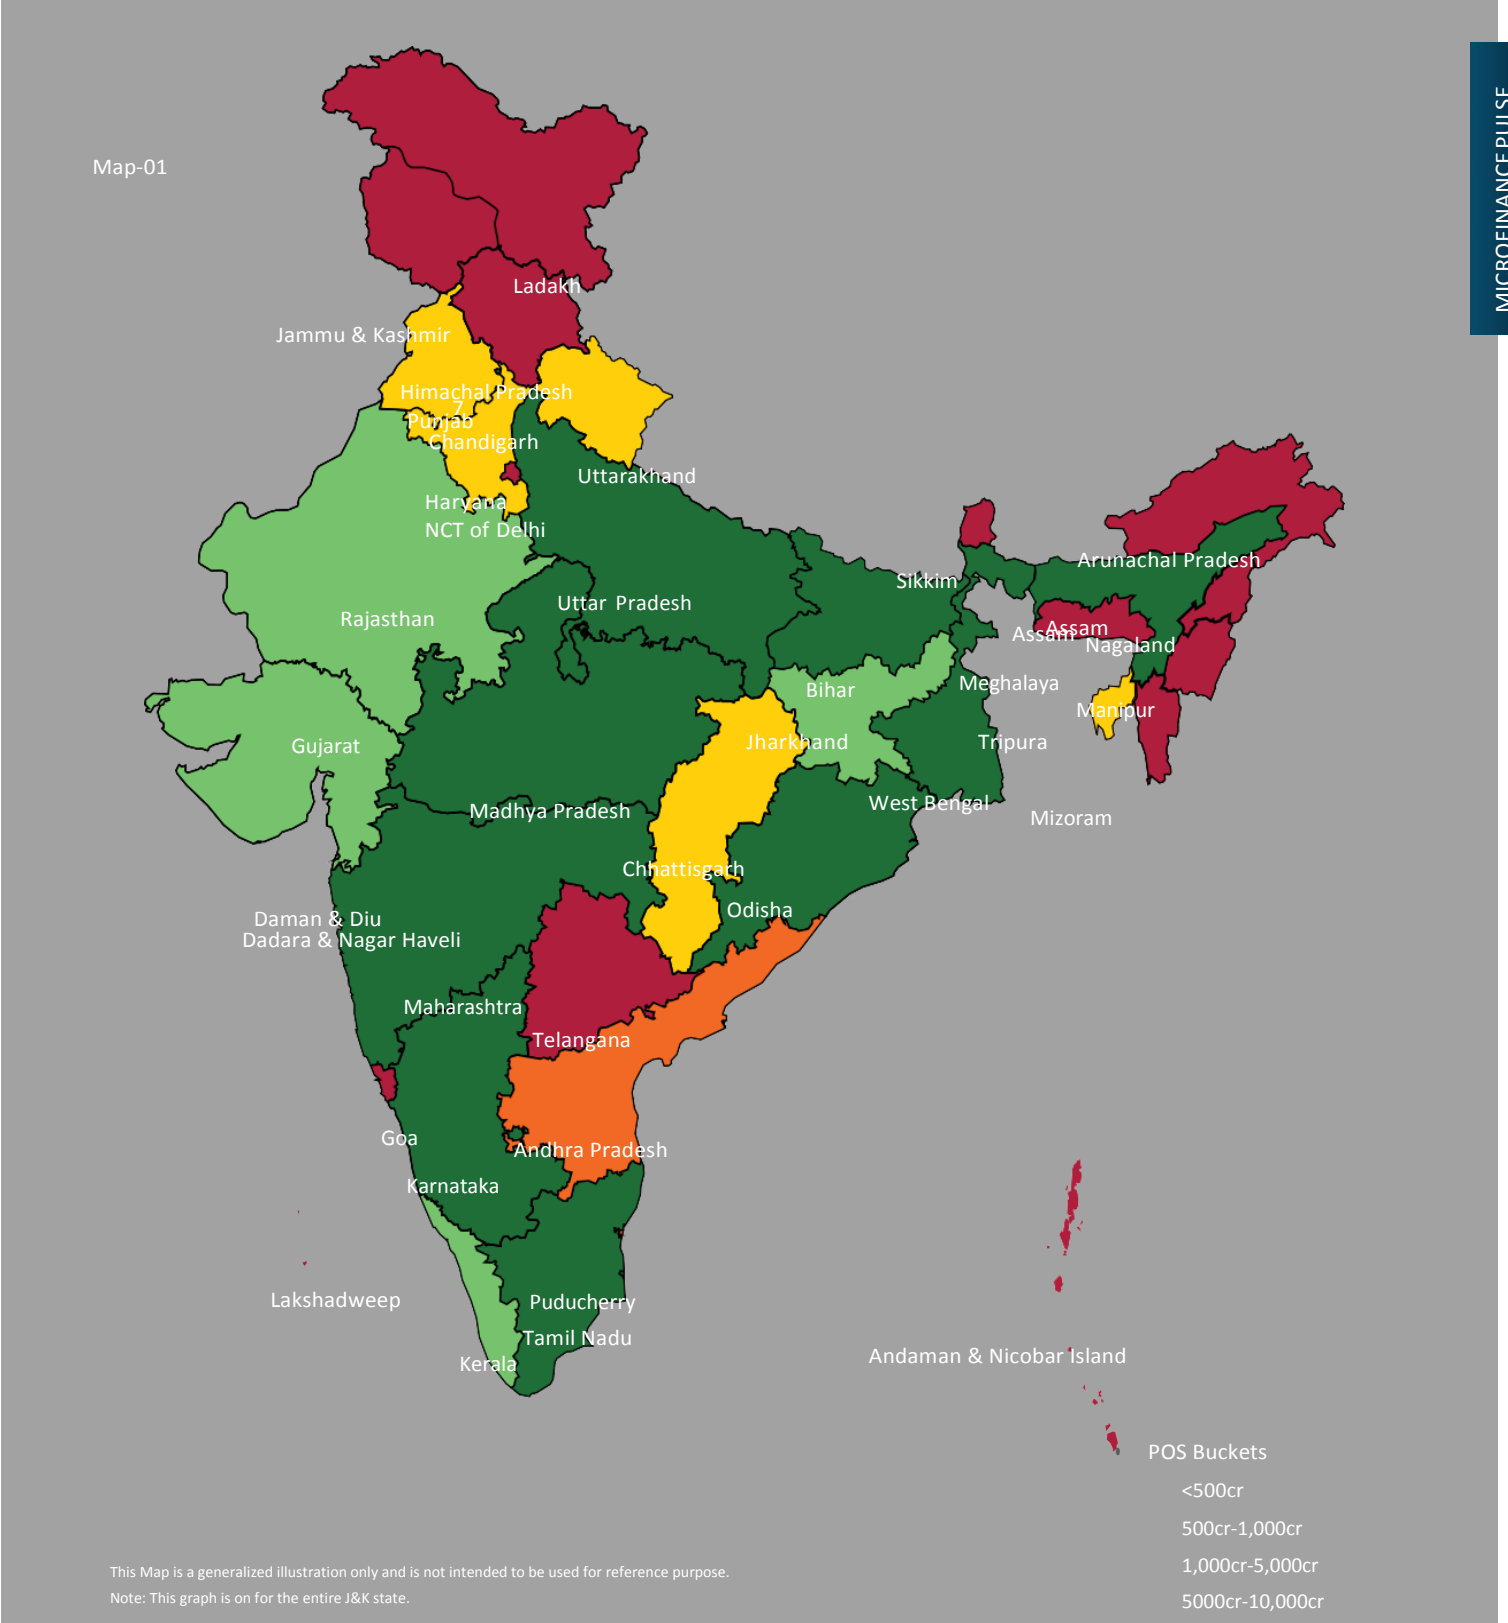 MICROFINANCE PULSE
Map-01
Ladakh
Jammu & Kashmir
Himachal Pradesh
7
Punjab
Chandigarh
Uttarakhand
Haryana
NCT of Delhi
Arunachal Pradesh
Sikkim
Uttar Pradesh
Rajasthan
Assam
Assam
Nagaland
Meghalaya
Bihar
Manipur
Gujarat
Jharkhand
Tripura
West Bengal
Madhya Pradesh
Mizoram
Chhattisgarh
Odisha
Daman & Diu
Dadara & Nagar Haveli
Maharashtra
Telangana
Goa
Andhra Pradesh
Karnataka
Lakshadweep
Puducherry
Tamil Nadu
Kerala
Andaman & Nicobar Island
POS Buckets
<500cr
500cr-1,000cr
1,000cr-5,000cr
5000cr-10,000cr
This Map is a generalized illustration only and is not intended to be used for reference purpose.
Note: This graph is on for the entire J&K state.